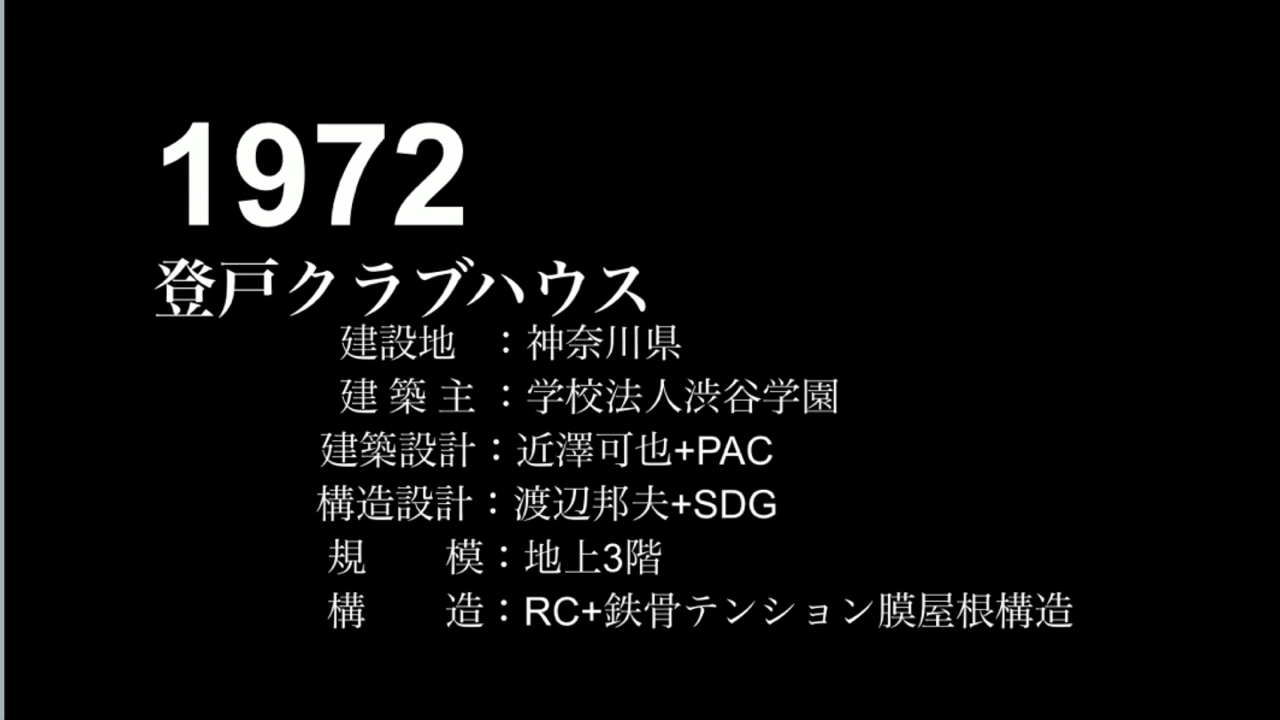 1972
登戸クラブハウス
建設地　：神奈川県
建 築 主 ：学校法人渋谷学園
建築設計：近澤可也+PAC
構造設計：渡辺邦夫+SDG
規　　模：地上3階
構　　造：RC+鉄骨テンション膜屋根構造